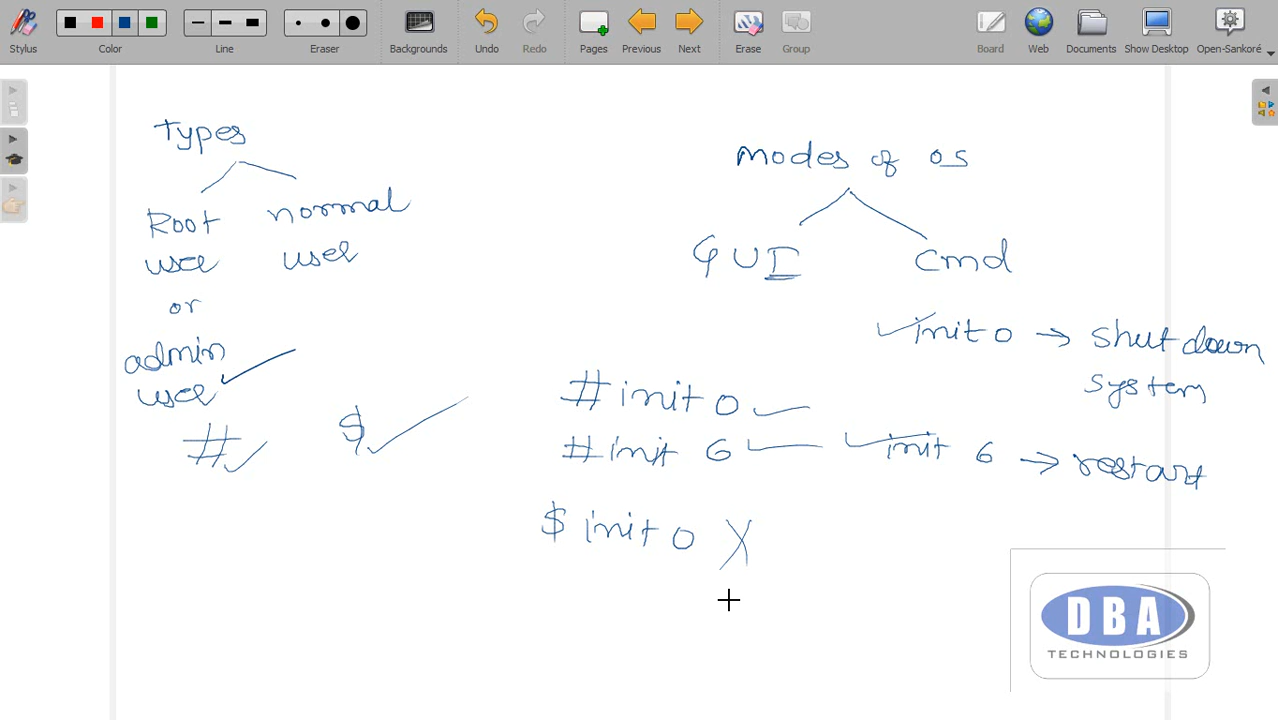 Stylus
Color
Line
Eraser
Backgrounds
Undo
Redo
Pages
Previous
Next
Erase
Group
Board
Web
Documents
Show Desktop
Open-Sankoré
Types
Root
user
or
admin
user
#
normal
user
$
modes of os
GUI
cmd
init 0 → shut down
system
#init 0
#init 6
init 6 → restart
$ init 0 X
DBA
TECHNOLOGIES